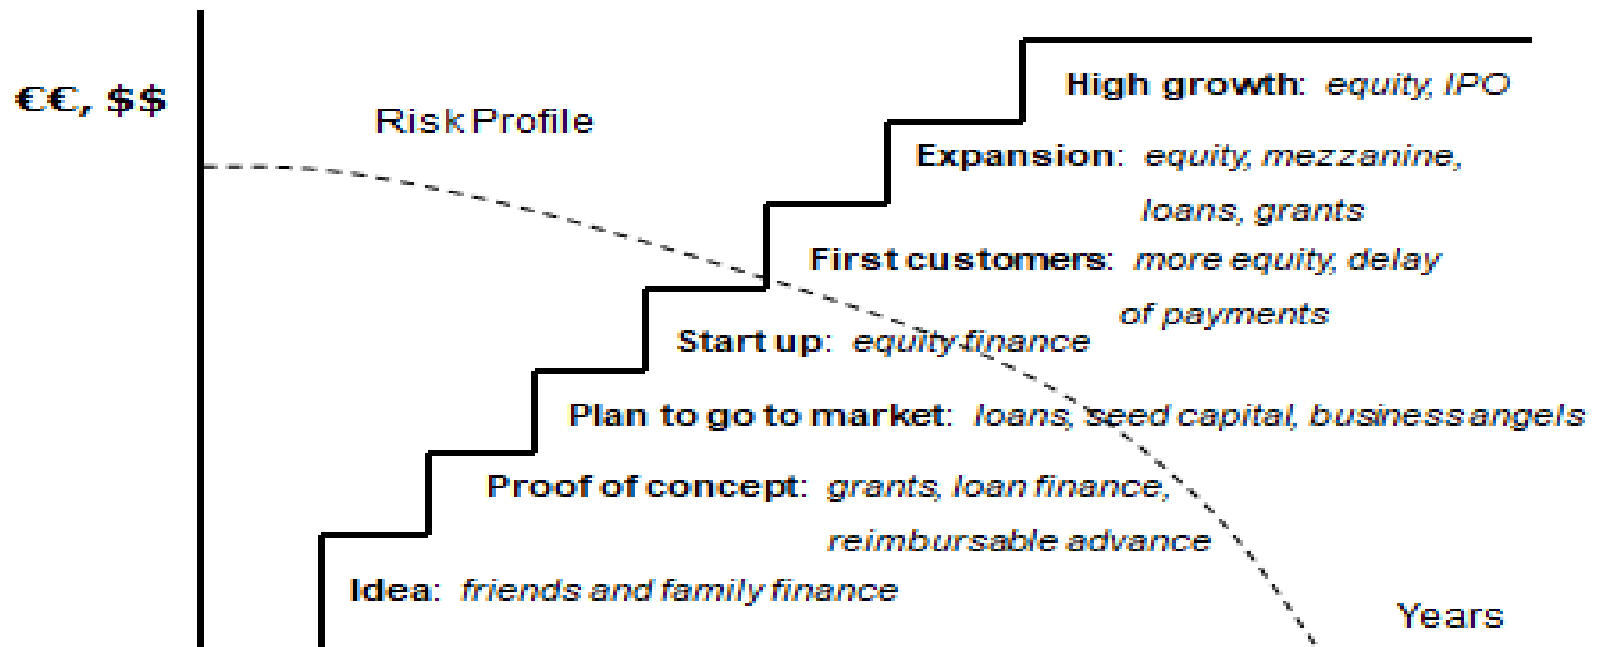 €€, $$
Risk Profile
High growth: equity, IPO
Expansion: equity, mezzanine,
loans, grants
First customers: more equity, delay
of payments
Start up: equity finance
Plan to go to market: loans, seed capital, business angels
Proof of concept: grants, loan finance,
reimbursable advance
Idea: friends and family finance
Years